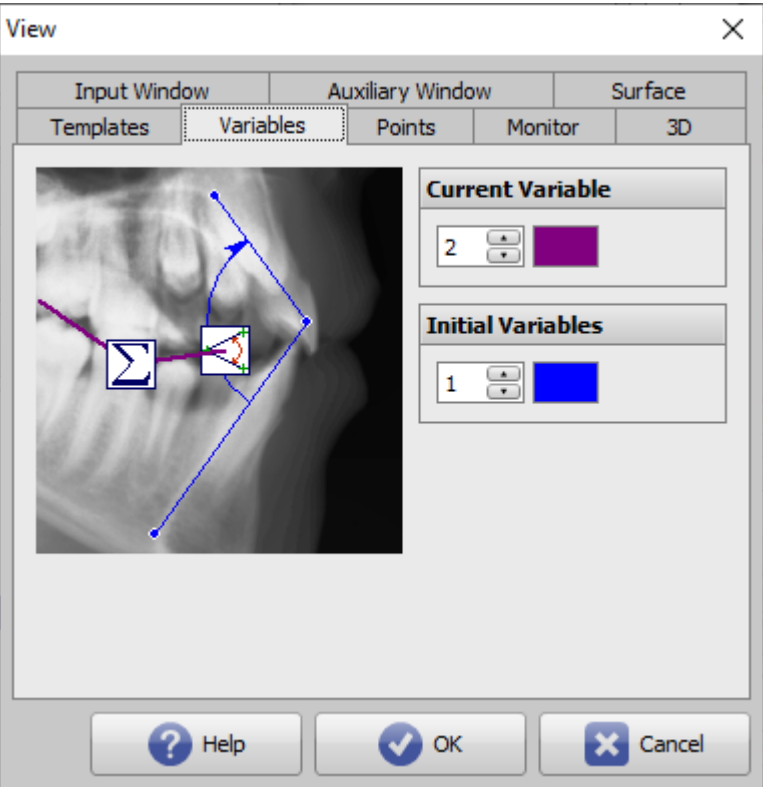 View
Input Window Auxiliary Window Surface
Templates Variables Points Monitor 3D
Current Variable
2
Σ
Initial Variables
1
Help OK Cancel